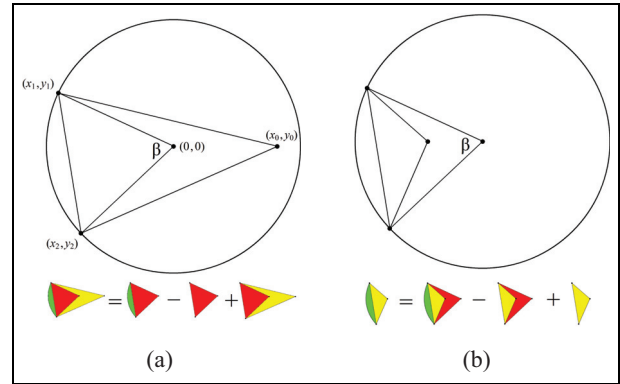 (x₁,y₁)
β
(0,0)
(x₀,y₀)
(x₂,y₂)
β
= − +
= − +
(a)
(b)